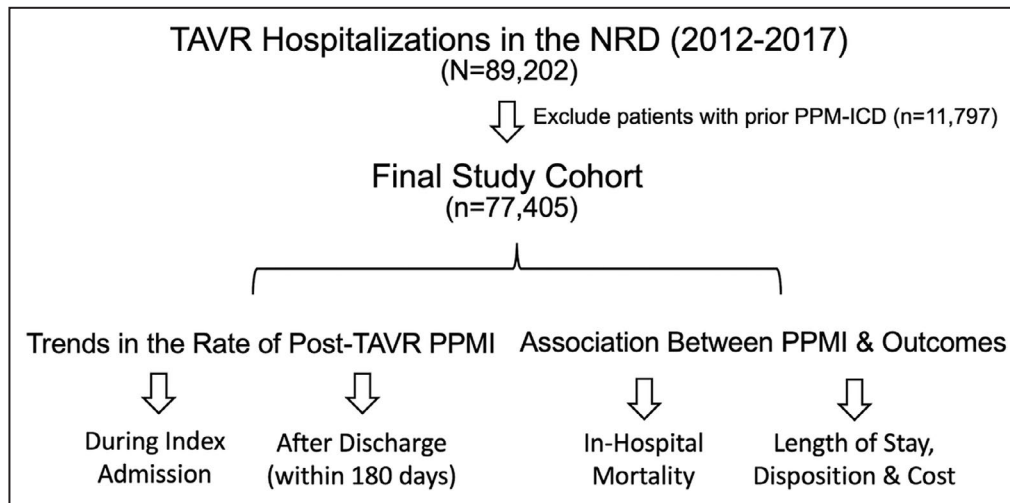 TAVR Hospitalizations in the NRD (2012-2017)
(N=89,202)
Exclude patients with prior PPM-ICD (n=11,797)
Final Study Cohort
(n=77,405)
Trends in the Rate of Post-TAVR PPMI
Association Between PPMI & Outcomes
During Index
Admission
After Discharge
(within 180 days)
In-Hospital
Mortality
Length of Stay,
Disposition & Cost